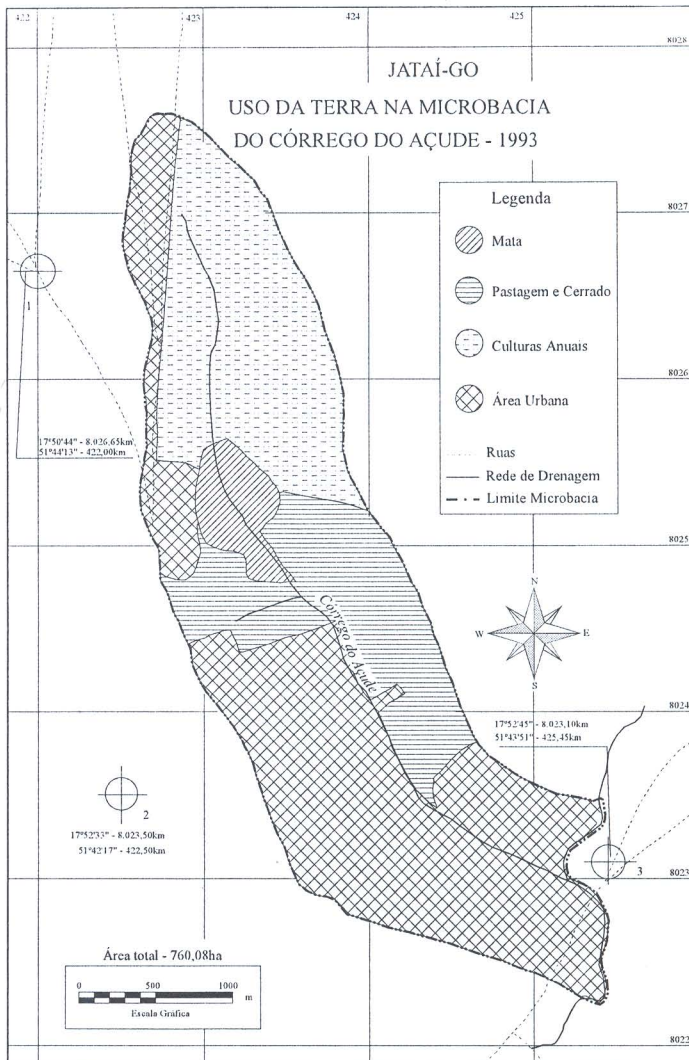 422
423
424
425
8028
JATAÍ-GO
USO DA TERRA NA MICROBACIA
DO CÓRREGO DO AÇUDE - 1993
Legenda
Mata
Pastagem e Cerrado
Culturas Anuais
Área Urbana
Ruas
Rede de Drenagem
Limite Microbacia
8027
1
8026
17°50'44" - 8.026,65km
51°44'13" - 422,00km
8025
N
W
E
S
Córrego do Açude
8024
17°52'45" - 8.023,10km
51°43'51" - 425,45km
2
17°52'33" - 8.023,50km
51°42'17" - 422,50km
3
8023
Área total - 760,08ha
0 500 1000
m
Escala Gráfica
8022